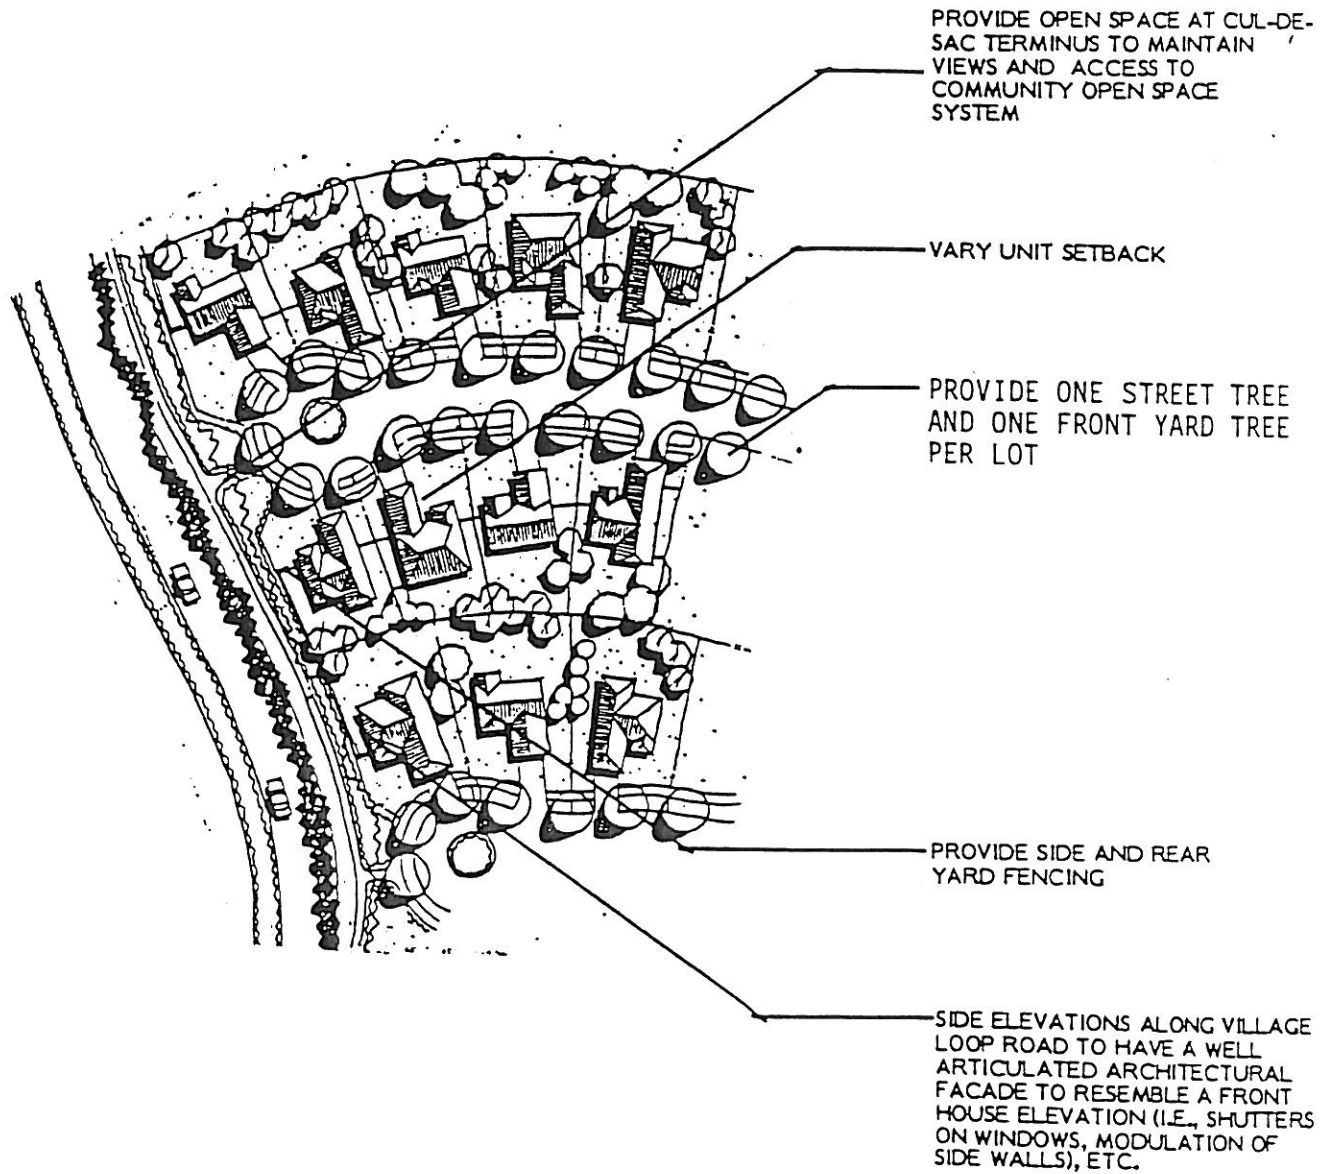 PROVIDE OPEN SPACE AT CUL-DE-
SAC TERMINUS TO MAINTAIN
VIEWS AND ACCESS TO
COMMUNITY OPEN SPACE
SYSTEM
VARY UNIT SETBACK
PROVIDE ONE STREET TREE
AND ONE FRONT YARD TREE
PER LOT
PROVIDE SIDE AND REAR
YARD FENCING
SIDE ELEVATIONS ALONG VILLAGE
LOOP ROAD TO HAVE A WELL
ARTICULATED ARCHITECTURAL
FACADE TO RESEMBLE A FRONT
HOUSE ELEVATION (I.E., SHUTTERS
ON WINDOWS, MODULATION OF
SIDE WALLS), ETC.